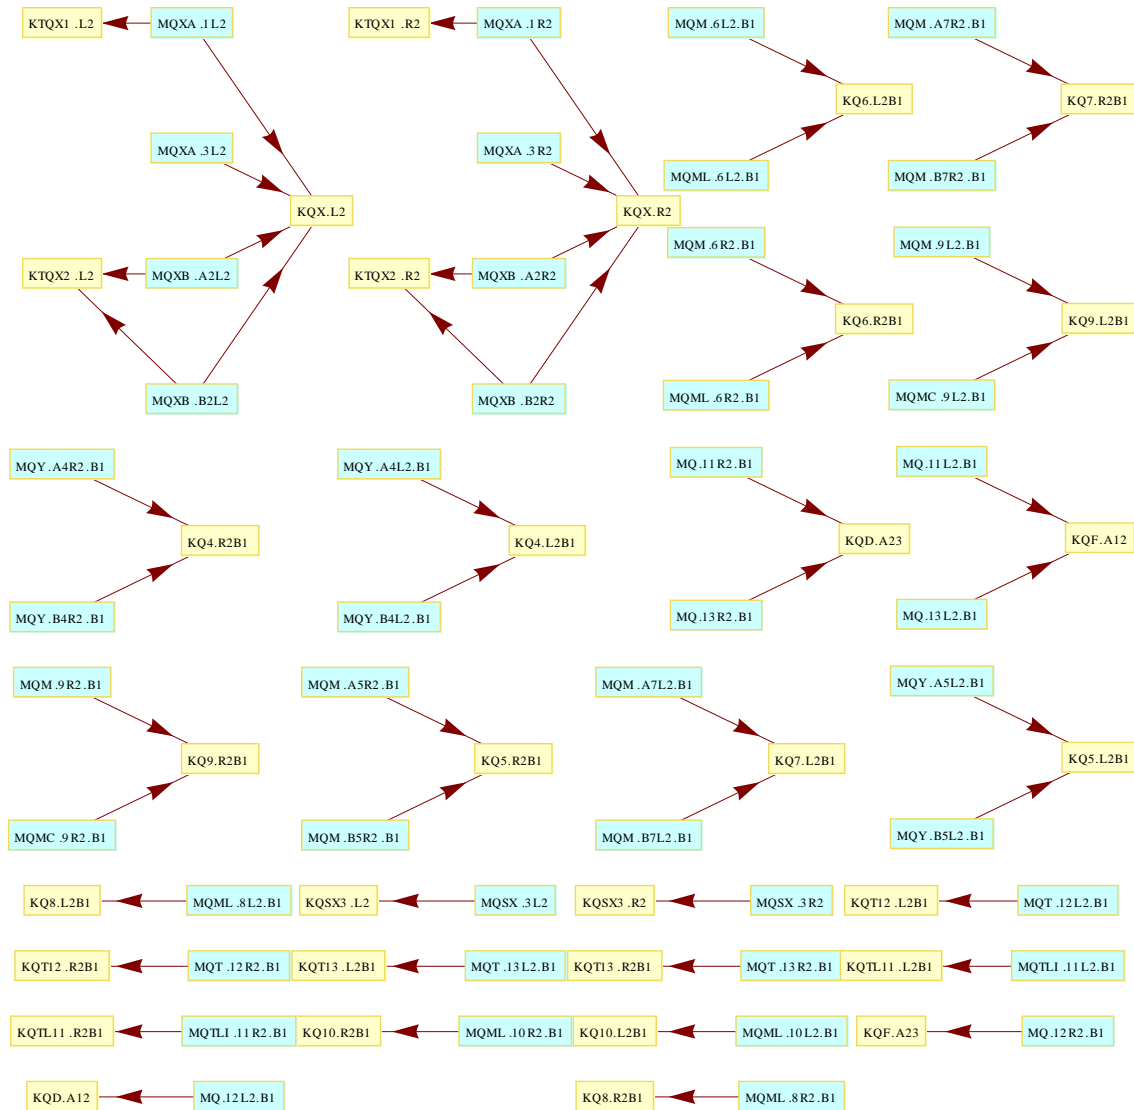 KTQX1 .L2
MQXA .1L2
KTQX1 .R2
MQXA .1R2
MQM .6L2.B1
MQM .A7R2.B1
KQ6.L2B1
KQ7.R2B1
MQXA .3L2
MQXA .3R2
MQML .6L2.B1
MQM .B7R2 .B1
KQX.L2
KQX.R2
MQM .6R2.B1
MQM .9L2.B1
KTQX2 .L2
MQXB .A2L2
KTQX2 .R2
MQXB .A2R2
KQ6.R2B1
KQ9.L2B1
MQXB .B2L2
MQXB .B2R2
MQML .6R2.B1
MQMC .9L2.B1
MQY .A4R2.B1
MQY .A4L2.B1
MQ.11R2.B1
MQ.11L2.B1
KQ4.R2B1
KQ4.L2B1
KQD.A23
KQF.A12
MQY .B4R2 .B1
MQY .B4L2.B1
MQ.13R2.B1
MQ.13L2.B1
MQM .9R2.B1
MQM .A5R2.B1
MQM .A7L2.B1
MQY .A5L2.B1
KQ9.R2B1
KQ5.R2B1
KQ7.L2B1
KQ5.L2B1
MQMC .9R2.B1
MQM .B5R2 .B1
MQM .B7L2.B1
MQY .B5L2.B1
KQ8.L2B1
MQML .8L2.B1
KQSX3 .L2
MQSX .3L2
KQSX3 .R2
MQSX .3R2
KQT12 .L2B1
MQT .12L2.B1
KQT12 .R2B1
MQT .12R2.B1
KQT13 .L2B1
MQT .13L2.B1
KQT13 .R2B1
MQT .13R2.B1
KQTL11 .L2B1
MQTLI .11L2.B1
KQTL11 .R2B1
MQTLI .11R2.B1
KQ10.R2B1
MQML .10R2.B1
KQ10.L2B1
MQML .10L2.B1
KQF.A23
MQ.12R2.B1
KQD.A12
MQ.12L2.B1
KQ8.R2B1
MQML .8R2.B1